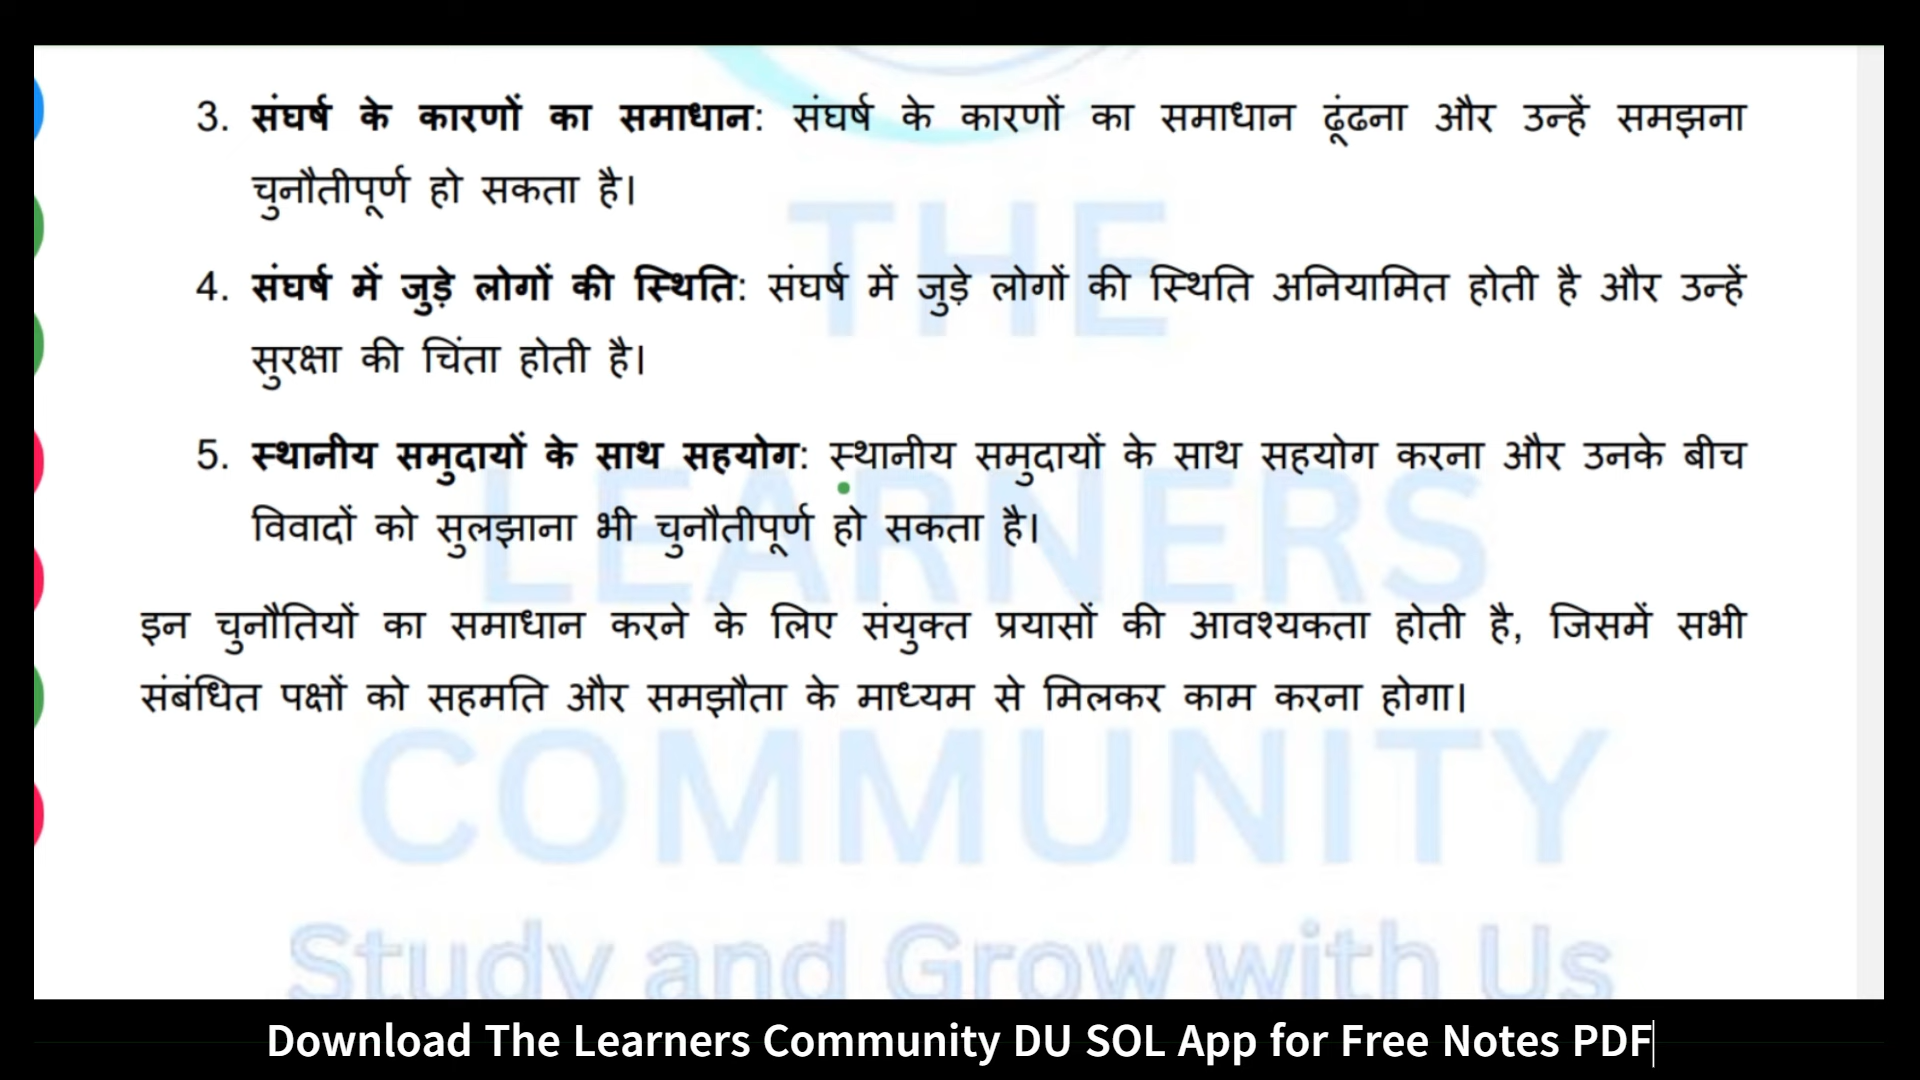 3. संघर्ष के कारणों का समाधान: संघर्ष के कारणों का समाधान ढूंढना और उन्हें समझना
चुनौतीपूर्ण हो सकता है।
THE
4. संघर्ष में जुड़े लोगों की स्थिति: संघर्ष में जुड़े लोगों की स्थिति अनियामित होती है और उन्हें
सुरक्षा की चिंता होती है।
5. स्थानीय समुदायों के साथ सहयोग: स्थानीय समुदायों के साथ सहयोग करना और उनके बीच
विवादों को सुलझाना भी चुनौतीपूर्ण हो सकता है।
LEARNERS
इन चुनौतियों का समाधान करने के लिए संयुक्त प्रयासों की आवश्यकता होती है, जिसमें सभी
संबंधित पक्षों को सहमति और समझौता के माध्यम से मिलकर काम करना होगा।
COMMUNITY
Study and Grow with Us
Download The Learners Community DU SOL App for Free Notes PDF